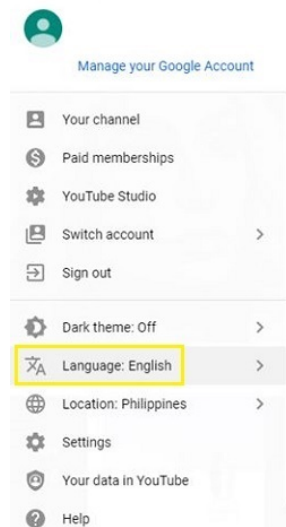 Manage your Google Account
Your channel
Paid memberships
YouTube Studio
Switch account
Sign out
Dark theme: Off
Language: English
Location: Philippines
Settings
Your data in YouTube
Help